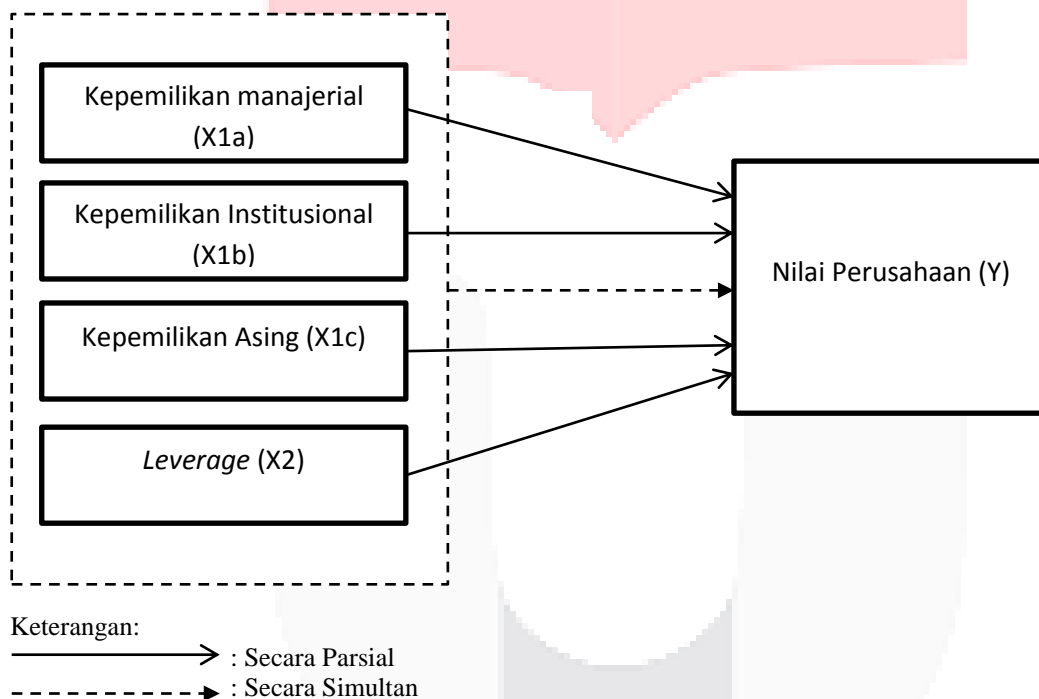 Kepemilikan manajerial
(X1a)
Kepemilikan Institusional
(X1b)
Kepemilikan Asing (X1c)
Leverage (X2)
Nilai Perusahaan (Y)
Keterangan:
: Secara Parsial
: Secara Simultan